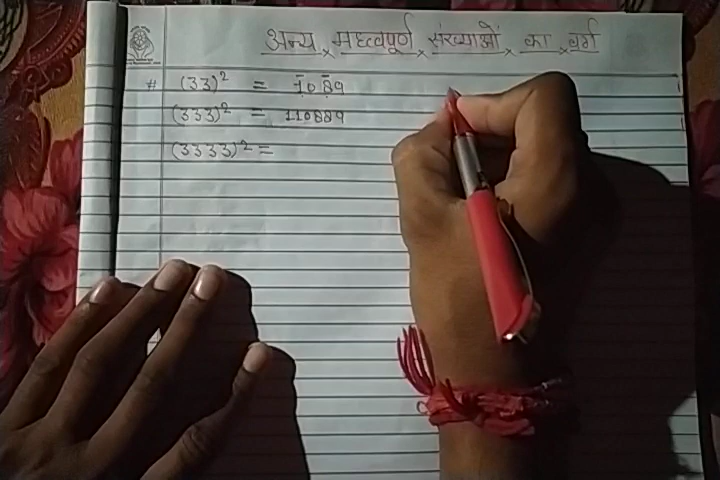 अन्य महत्वपूर्ण संख्याओं का वर्ग
# (33)² = 1089
(333)² = 110889
(3333)² =